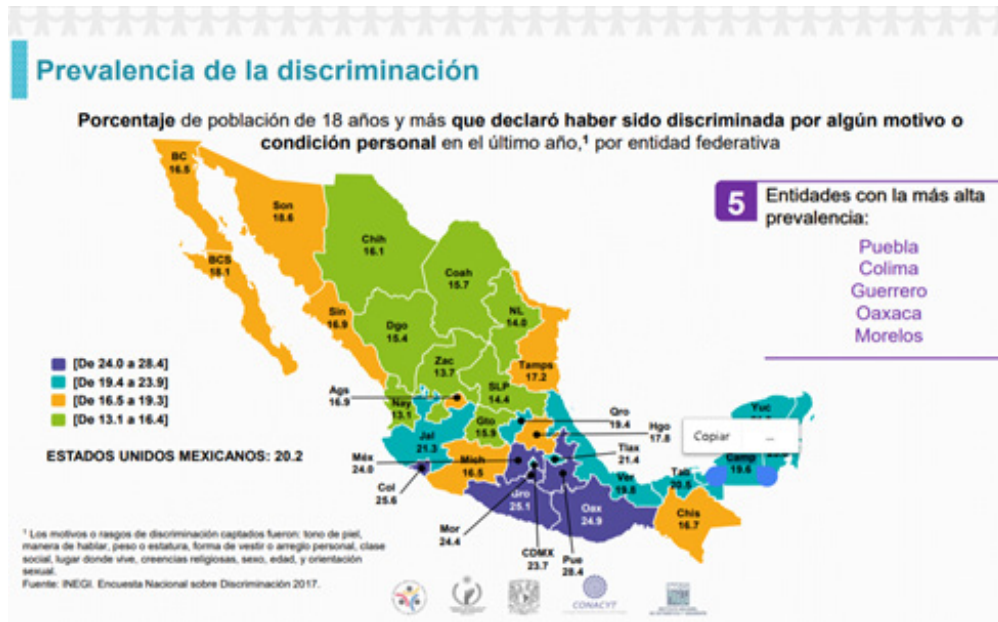 Prevalencia de la discriminación
Porcentaje de población de 18 años y más que declaró haber sido discriminada por algún motivo o
condición personal en el último año,¹ por entidad federativa
BC
16.5
Son
18.6
BCS
18.1
Chih
16.1
Coah
15.7
Sin
16.9
Dgo
15.4
NL
14.0
Zac
13.7
Tamps
17.2
SLP
14.4
Ags
16.9
Nay
13.1
Gto
15.9
Qro
19.4
Hgo
17.8
Tlax
21.4
Jal
21.3
Méx
24.0
Mich
16.5
Col
25.6
Gro
25.1
Mor
24.4
CDMX
23.7
Pue
28.4
Oax
24.9
Ver
19.8
Tab
20.5
Chis
16.7
Yuc
Camp
19.6
Copiar
...
5
Entidades con la más alta
prevalencia:
Puebla
Colima
Guerrero
Oaxaca
Morelos
[De 24.0 a 28.4]
[De 19.4 a 23.9]
[De 16.5 a 19.3]
[De 13.1 a 16.4]
ESTADOS UNIDOS MEXICANOS: 20.2
¹ Los motivos o rasgos de discriminación captados fueron: tono de piel,
manera de hablar, peso o estatura, forma de vestir o arreglo personal, clase
social, lugar donde vive, creencias religiosas, sexo, edad, y orientación
sexual.
Fuente: INEGI. Encuesta Nacional sobre Discriminación 2017.
CONACYT